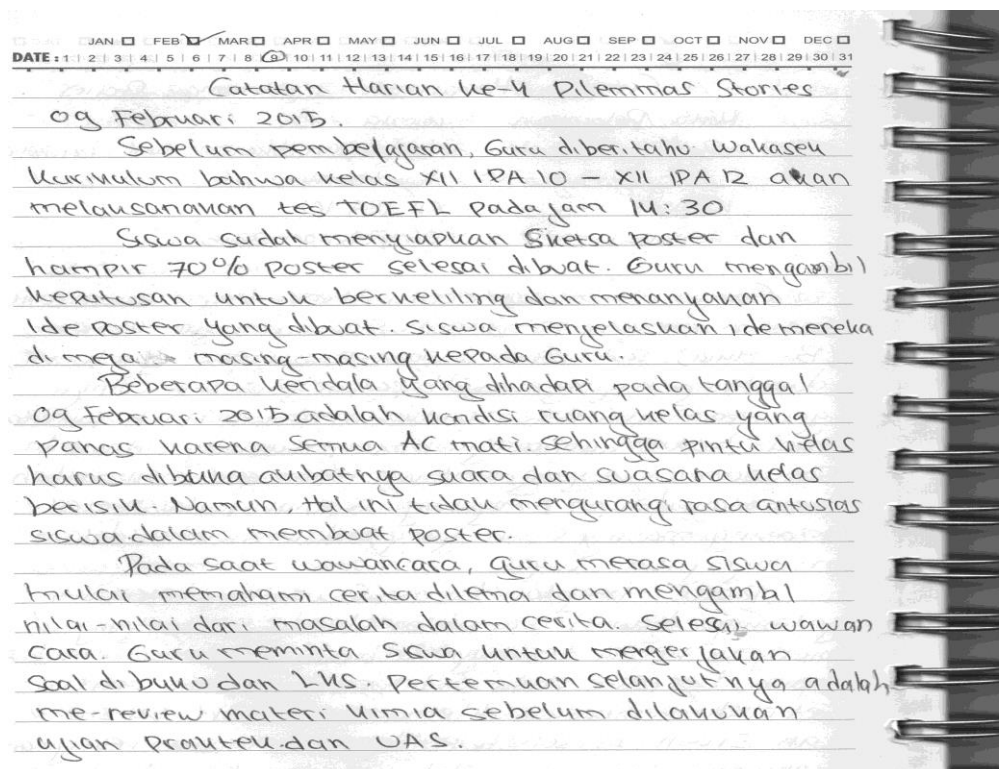 JAN FEB MAR APR MAY JUN JUL AUG SEP OCT NOV DEC
DATE : 1 2 3 4 5 6 7 8 9 10 11 12 13 14 15 16 17 18 19 20 21 22 23 24 25 26 27 28 29 30 31
Catatan Harian ke-4 Dilemmas Stories
09 Februari 2015.
Sebelum pembelajaran, Guru diberitahu Wakasek
Kurikulum bahwa kelas XII IPA 10 - XII IPA 12 akan
melaksanakan tes TOEFL pada jam 14:30
Siswa sudah menyiapkan Sketsa poster dan
hampir 70% poster selesai dibuat. Guru mengambil
keputusan untuk berkeliling dan menanyakan
Ide poster yang dibuat. Siswa menjelaskan ide mereka
di meja masing-masing kepada Guru.
Beberapa kendala yang dihadapi pada tanggal
09 Februari 2015 adalah kondisi ruang kelas yang
panas karena semua AC mati. Sehingga pintu kelas
harus dibuka akibatnya suara dan suasana kelas
berisik. Namun, Hal ini tidak mengurangi rasa antusias
siswa dalam membuat poster.
Pada saat wawancara, guru merasa siswa
mulai memahami cerita dilema dan mengambil
nilai-nilai dari masalah dalam cerita. Selesai wawan
cara. Guru meminta siswa untuk mengerjakan
Soal di buku dan LKS. Pertemuan selanjutnya adalah
me-review materi kimia sebelum dilakukan
ujian praktek dan UAS.